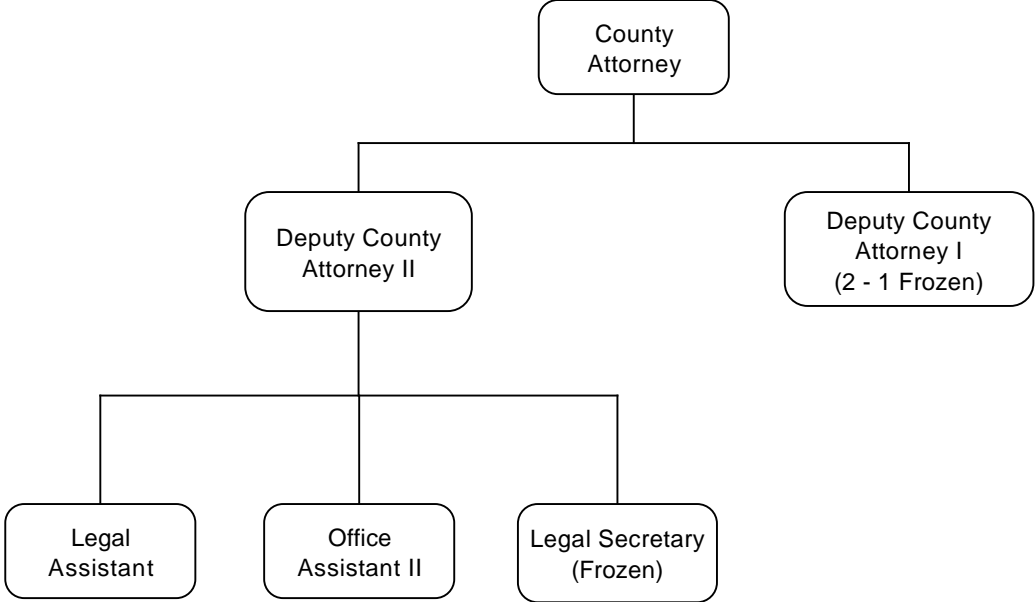 County
Attorney
Deputy County
Attorney II
Deputy County
Attorney I
(2 - 1 Frozen)
Legal
Assistant
Office
Assistant II
Legal Secretary
(Frozen)